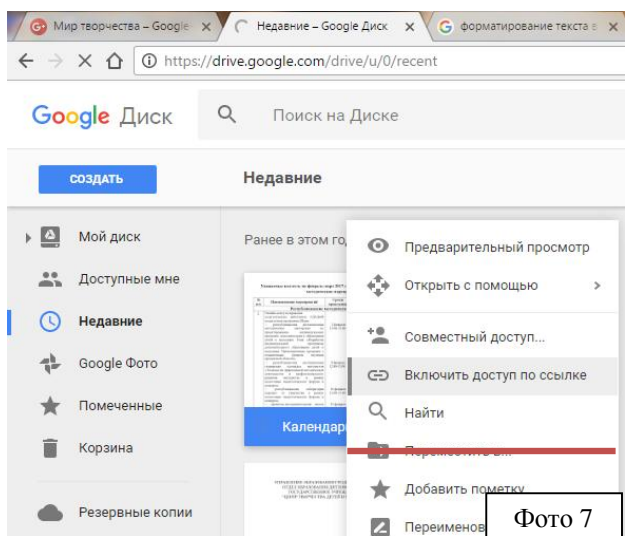 Мир творчества – Google
Недавние – Google Диск
форматирование текста в
https://drive.google.com/drive/u/0/recent
Google Диск
Поиск на Диске
СОЗДАТЬ
Недавние
Мой диск
Доступные мне
Недавние
Google Фото
Помеченные
Корзина
Резервные копии
Ранее в этом го
Календар
Предварительный просмотр
Открыть с помощью
Совместный доступ...
Включить доступ по ссылке
Найти
Переместить в...
Добавить пометку
Переименов
Фото 7